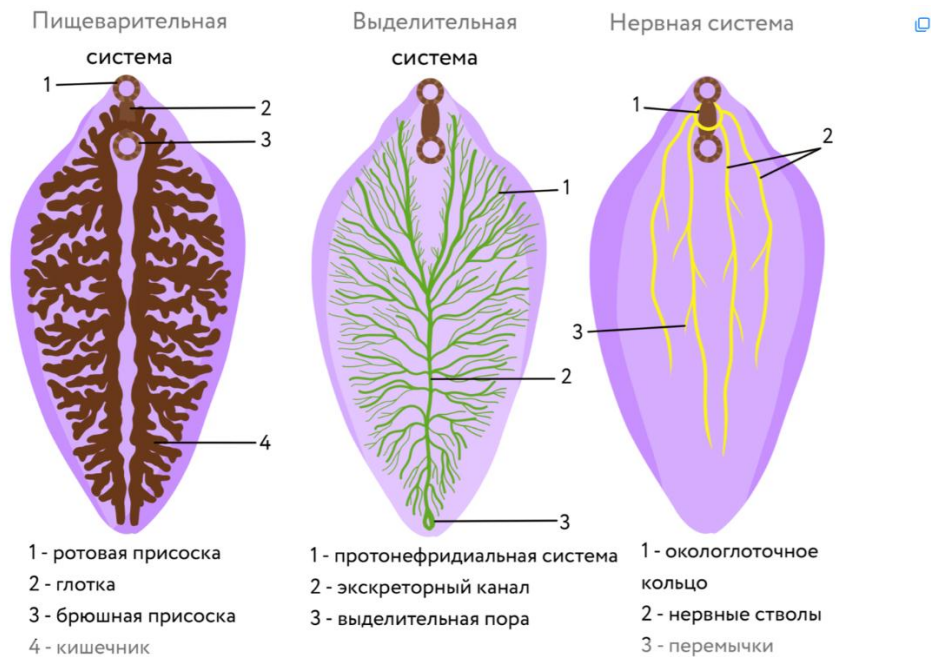 Пищеварительная
система
1
2
3
4
1 - ротовая присоска
2 - глотка
3 - брюшная присоска
4 - кишечник
Выделительная
система
1
2
3
1 - протонефридиальная система
2 - экскреторный канал
3 - выделительная пора
Нервная система
1
2
3
1 - окологлоточное
кольцо
2 - нервные стволы
3 - перемычки